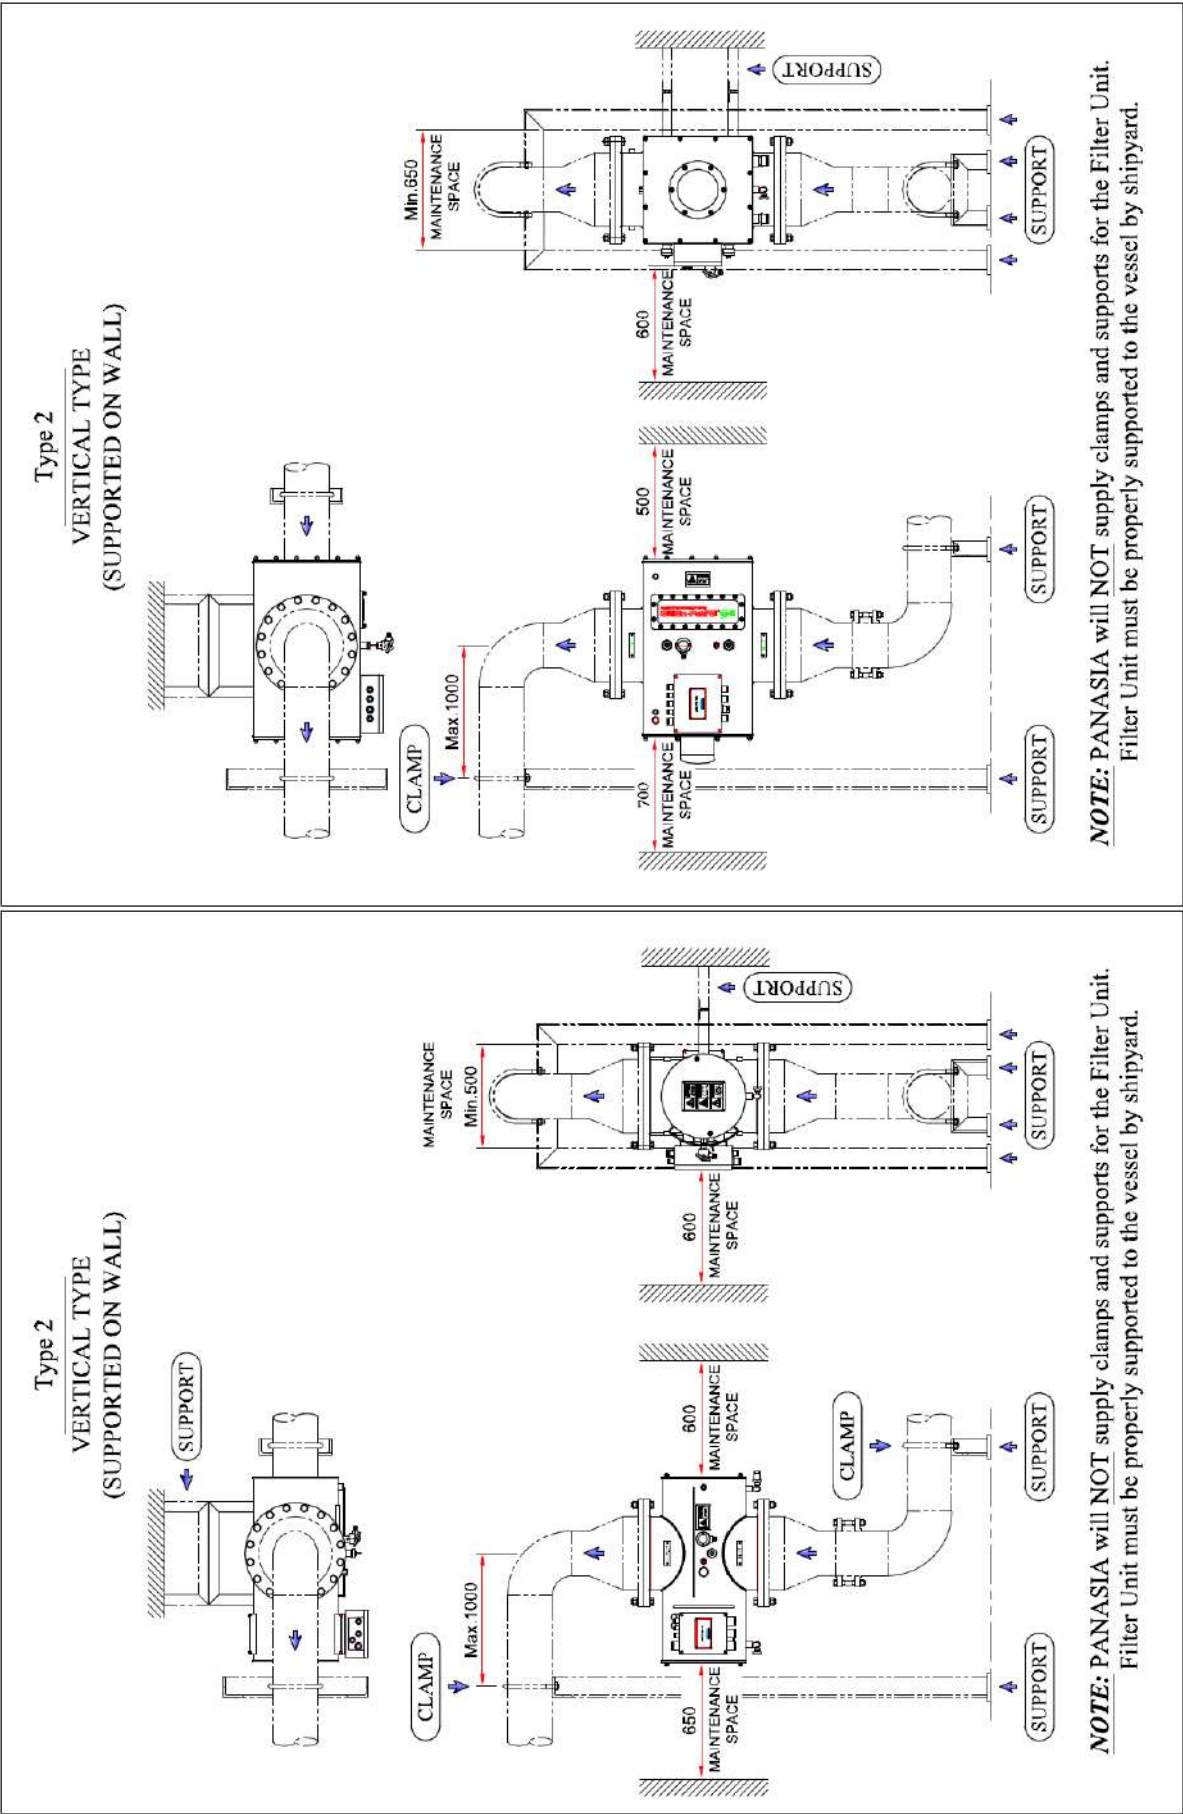 Type 2
VERTICAL TYPE
(SUPPORTED ON WALL)
SUPPORT
CLAMP
Max.1000
650
MAINTENANCE
SPACE
600
MAINTENANCE
SPACE
CLAMP
SUPPORT
SUPPORT
MAINTENANCE
SPACE
Min.500
600
MAINTENANCE
SPACE
SUPPORT
SUPPORT
NOTE: PANASIA will NOT supply clamps and supports for the Filter Unit.
Filter Unit must be properly supported to the vessel by shipyard.
Type 2
VERTICAL TYPE
(SUPPORTED ON WALL)
CLAMP
Max.1000
700
MAINTENANCE
SPACE
500
MAINTENANCE
SPACE
SUPPORT
SUPPORT
Min.650
MAINTENANCE
SPACE
600
MAINTENANCE
SPACE
SUPPORT
SUPPORT
NOTE: PANASIA will NOT supply clamps and supports for the Filter Unit.
Filter Unit must be properly supported to the vessel by shipyard.